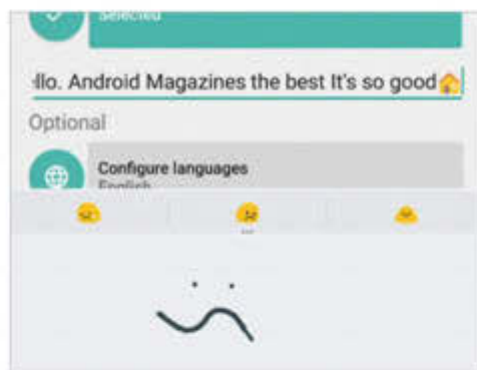 Selected
llo. Android Magazines the best It's so good🏠
Optional
Configure languages
English